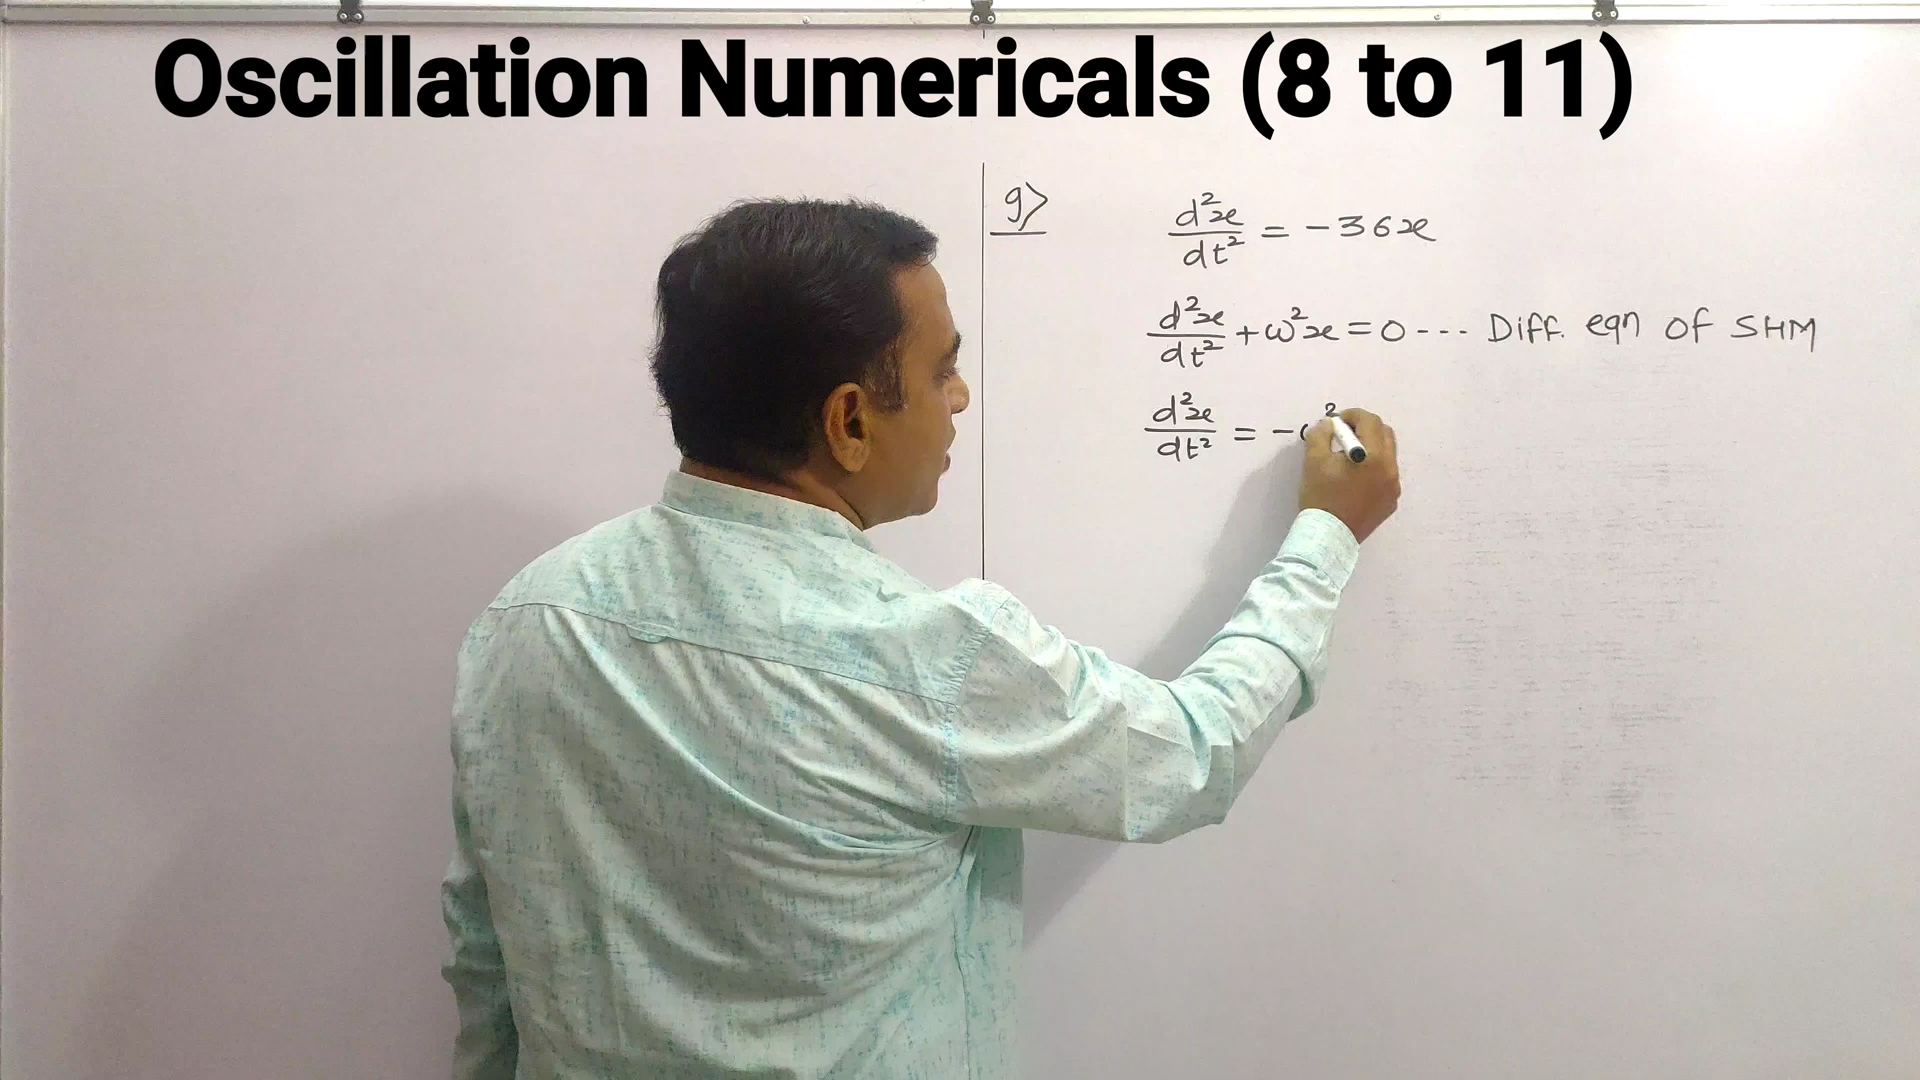 Oscillation Numericals (8 to 11)
9>
d²x/dt² = -36x
d²x/dt² + ω²x = 0 --- Diff. eqn of SHM
d²x/dt² = - ²